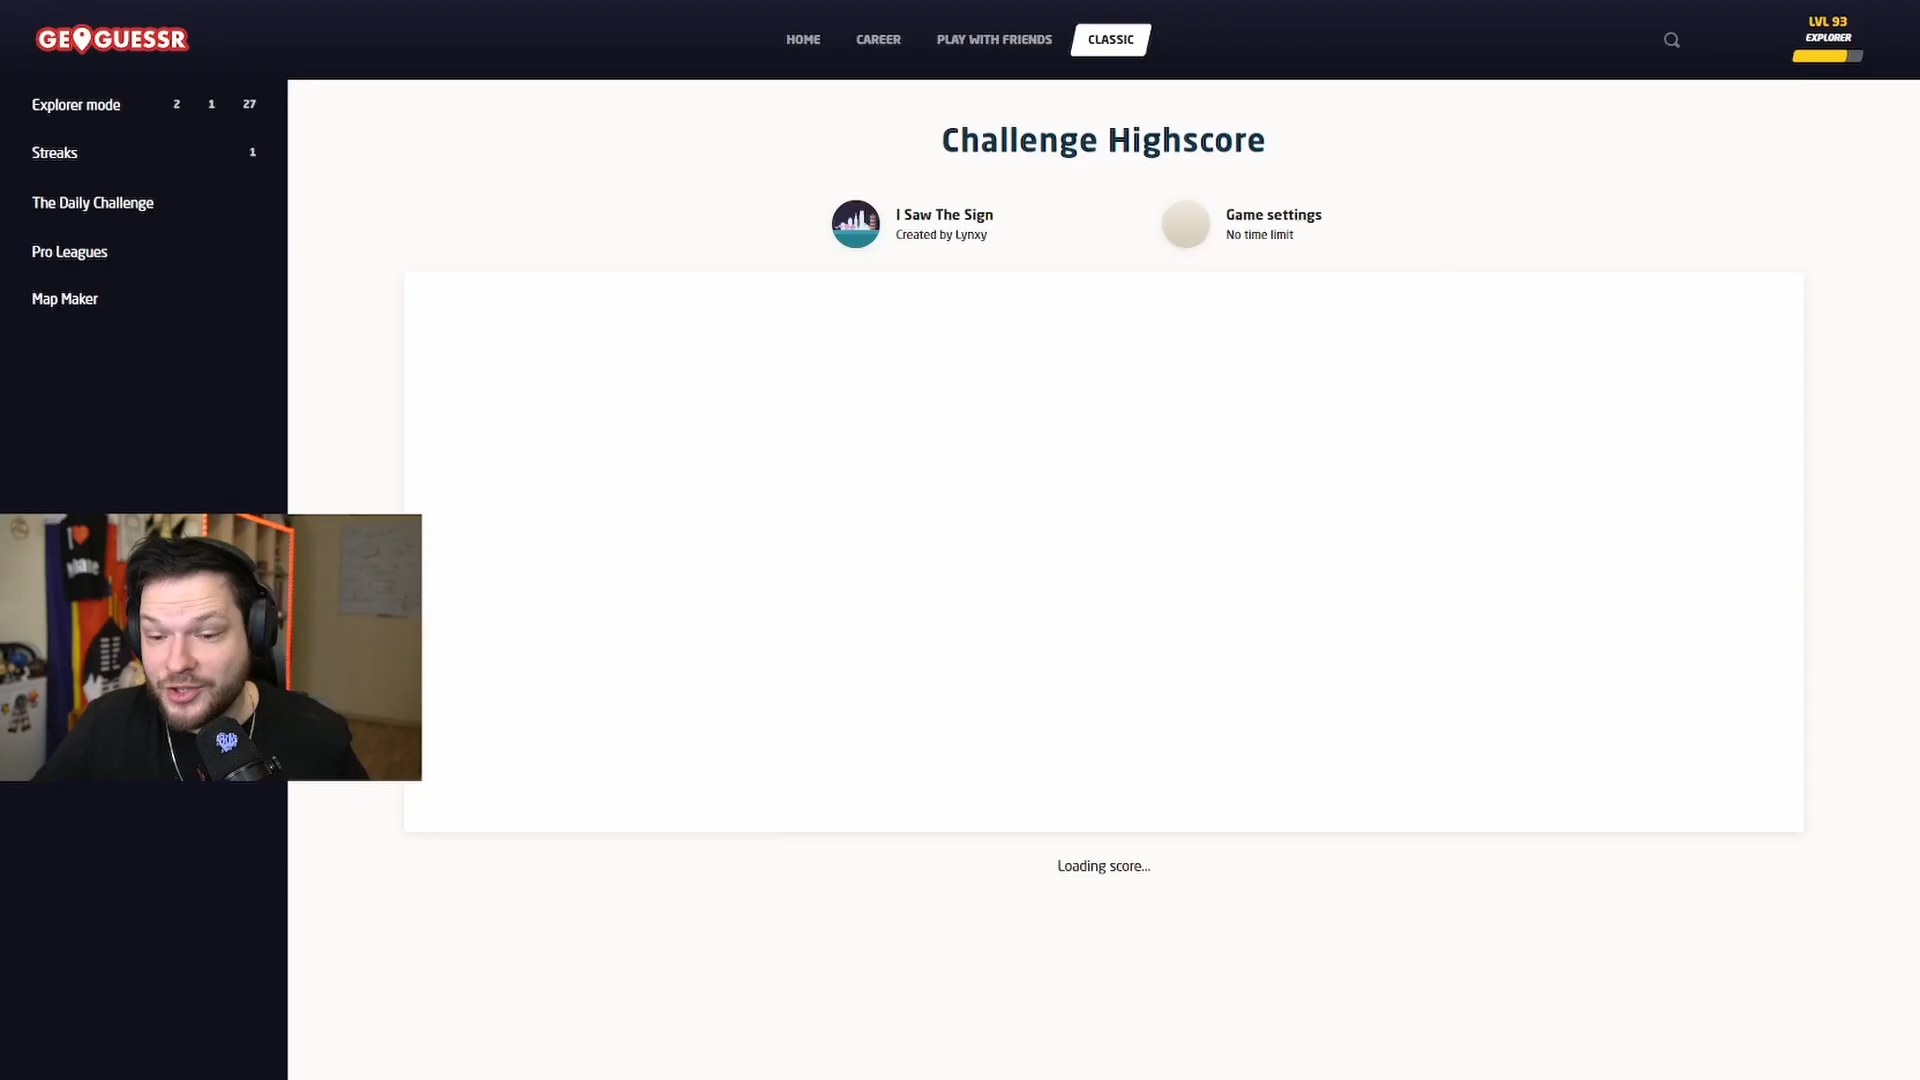 GEOGUESSR
HOME
CAREER
PLAY WITH FRIENDS
CLASSIC
LVL 93
EXPLORER
Explorer mode 2 1 27
Streaks 1
The Daily Challenge
Pro Leagues
Map Maker
Challenge Highscore
I Saw The Sign
Created by Lynxy
Game settings
No time limit
I
Loading score...